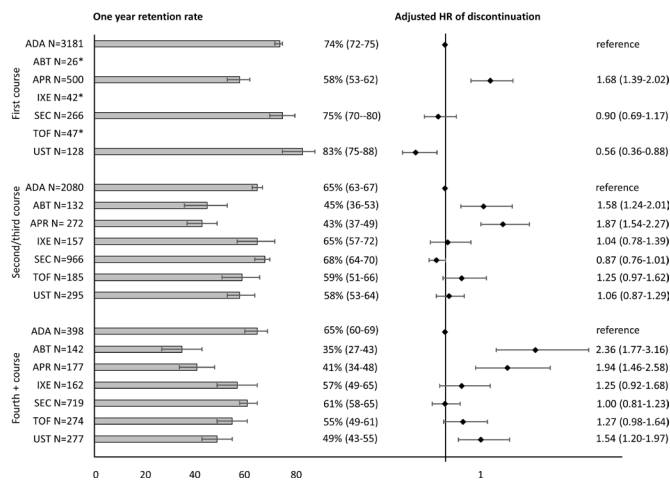 One year retention rate Adjusted HR of discontinuation
First course
ADA N=3181 74% (72-75) reference
ABT N=26*
APR N=500 58% (53-62) 1.68 (1.39-2.02)
IXE N=42*
SEC N=266 75% (70--80) 0.90 (0.69-1.17)
TOF N=47*
UST N=128 83% (75-88) 0.56 (0.36-0.88)
Second/third course
ADA N=2080 65% (63-67) reference
ABT N=132 45% (36-53) 1.58 (1.24-2.01)
APR N= 272 43% (37-49) 1.87 (1.54-2.27)
IXE N=157 65% (57-72) 1.04 (0.78-1.39)
SEC N=966 68% (64-70) 0.87 (0.76-1.01)
TOF N=185 59% (51-66) 1.25 (0.97-1.62)
UST N=295 58% (53-64) 1.06 (0.87-1.29)
Fourth + course
ADA N=398 65% (60-69) reference
ABT N=142 35% (27-43) 2.36 (1.77-3.16)
APR N=177 41% (34-48) 1.94 (1.46-2.58)
IXE N=162 57% (49-65) 1.25 (0.92-1.68)
SEC N=719 61% (58-65) 1.00 (0.81-1.23)
TOF N=274 55% (49-61) 1.27 (0.98-1.64)
UST N=277 49% (43-55) 1.54 (1.20-1.97)
0 20 40 60 80 1